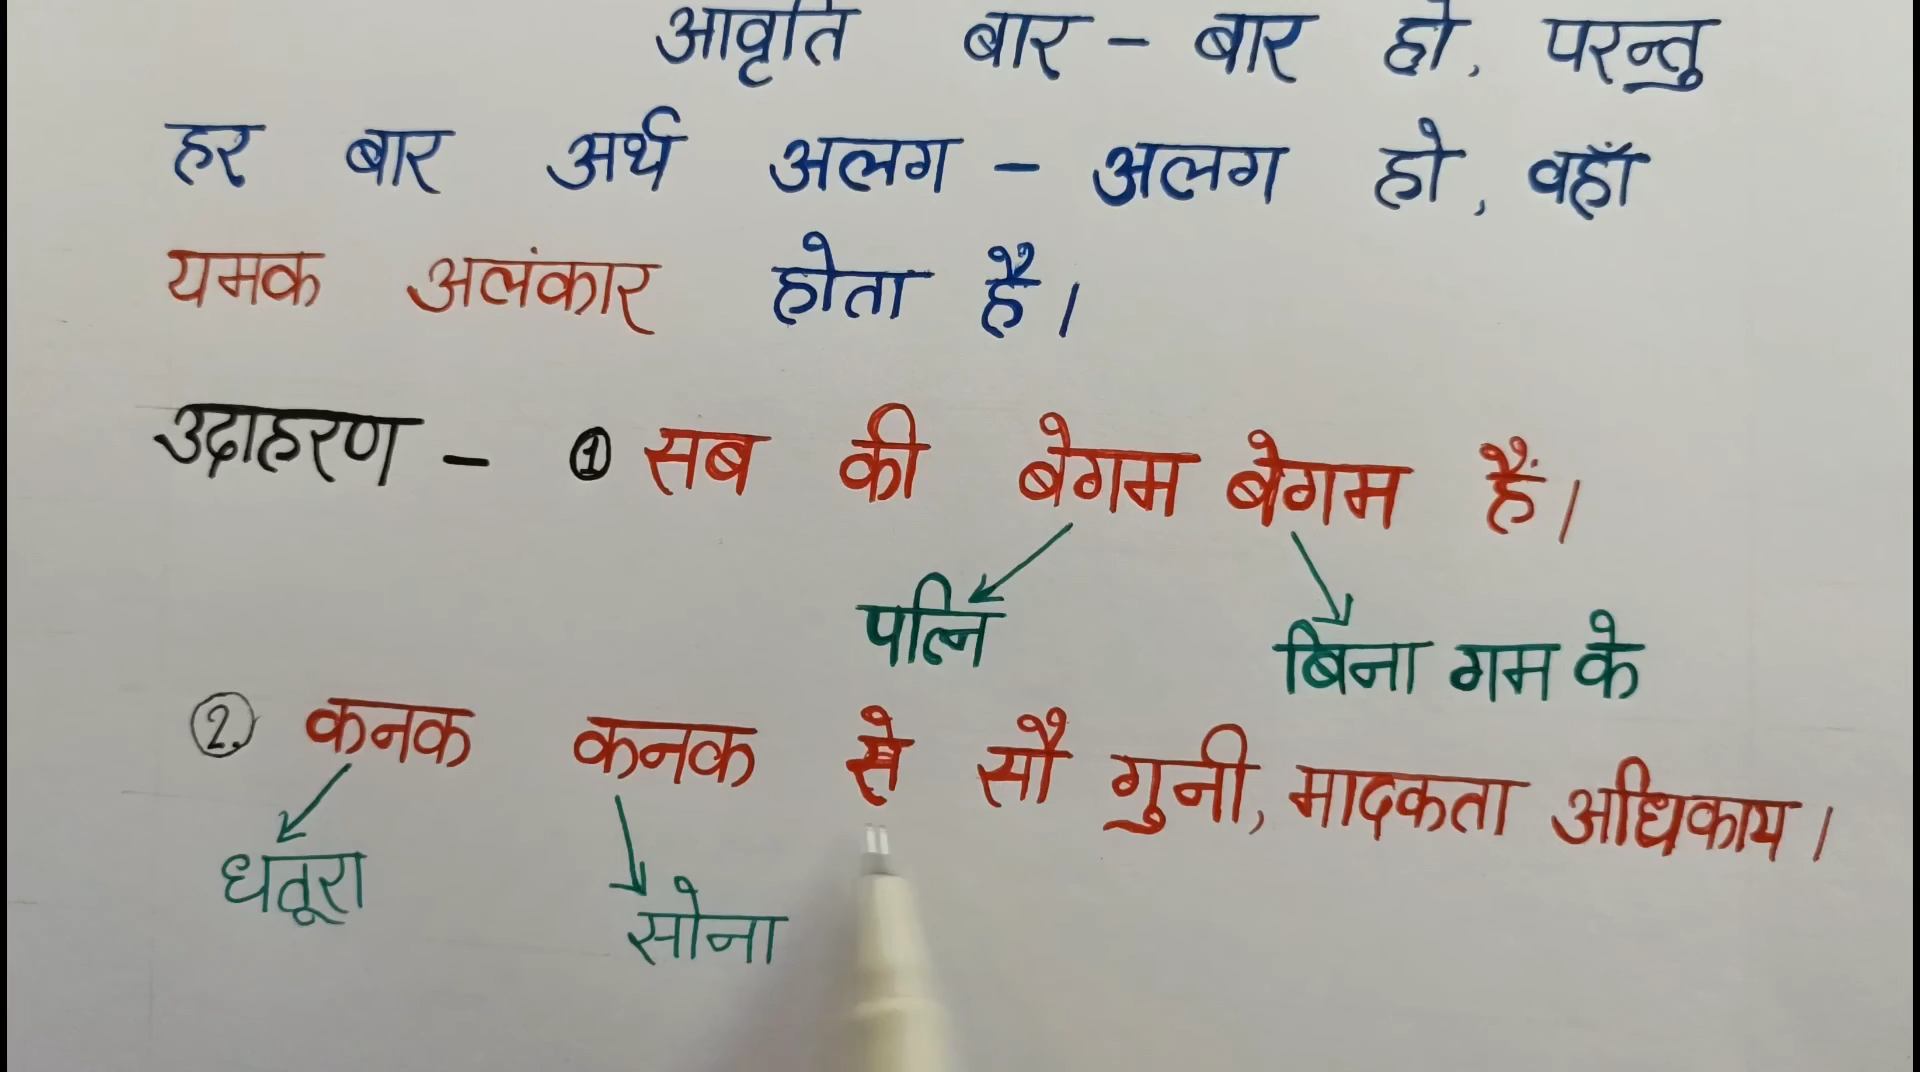 आवृति बार - बार हो, परन्तु
हर बार अर्थ अलग - अलग हो, वहाँ
यमक अलंकार होता है।
उदाहरण - ① सब की बेगम बेगम हैं।
पत्नि बिना गम के
② कनक कनक से सौ गुनी, मादकता अधिकाय।
धतूरा सोना